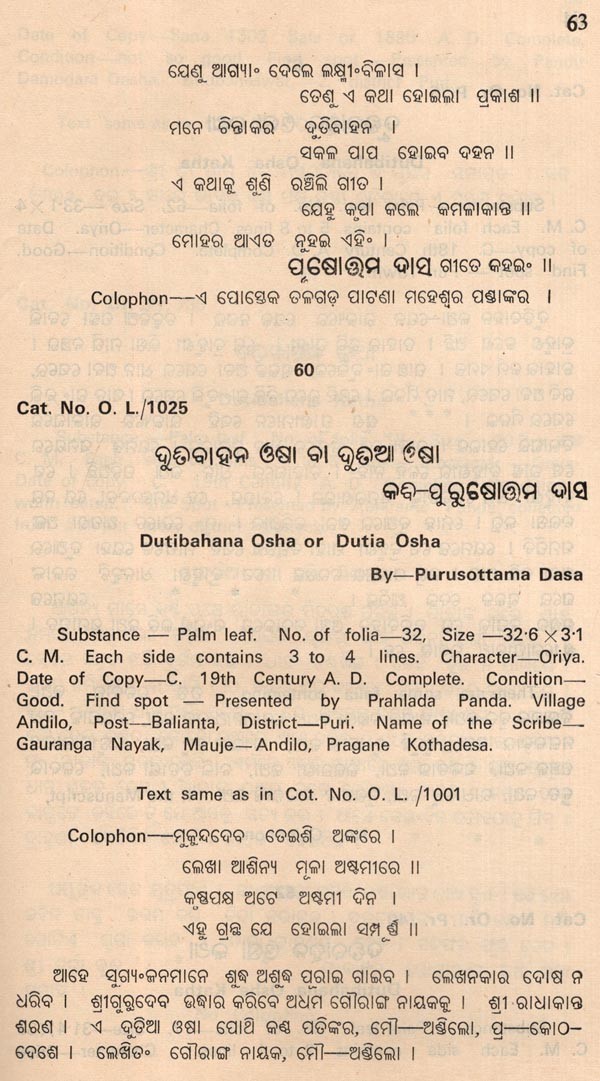 63
ଯେଣୁ ଆଗ୍ୟାଂ ଦେଲେ ଲକ୍ଷ୍ମୀଂବିଳାସ ।
ତେଣୁ ଏ କଥା ହୋଇଲା ପ୍ରକାଶ ॥
ମନେ ଚିନ୍ତାକର ଦୂତିବାହନ ।
ସକଳ ପାପ ହୋଇବ ଦହନ ॥
ଏ କଥାକୁ ଶୁଣି ରଞ୍ଚିଲି ଗୀତ ।
ଯେହୁ କୃପା କଲେ କମଳାକାନ୍ତ ॥
ମୋହର ଆଏତ ନୁହଇ ଏହିଂ ।
ପୂଷୋତ୍ତମ ଦାସ ଗୀତେ କହଇଂ ॥
Colophon—ଏ ପୋସ୍ତେକ ତଳଗଡ଼ ପାଟଣା ମହେଶ୍ୱର ପଣ୍ଡାଙ୍କର ।
60
Cat. No. O. L./1025
ଦୁତିବାହନ ଓଷା ବା ଦୁତିଆ ଓଷା
କବି-ପୁରୁଷୋତ୍ତମ ଦାସ
Dutibahana Osha or Dutia Osha
By—Purusottama Dasa
Substance — Palm leaf. No. of folia—32, Size —32·6 × 3·1
C. M. Each side contains 3 to 4 lines. Character—Oriya.
Date of Copy—C. 19th Century A. D. Complete. Condition—
Good. Find spot — Presented by Prahlada Panda. Village
Andilo, Post—Balianta, District—Puri. Name of the Scribe—
Gauranga Nayak, Mauje—Andilo, Pragane Kothadesa.
Text same as in Cot. No. O. L. /1001
Colophon—ମୁକୁନ୍ଦଦେବ ତେଇଶି ଅଙ୍କରେ ।
ଲେଖା ଆଶିନ୍ୟ ମୂଳା ଅଷ୍ଟମୀରେ ॥
କୃଷ୍ଣପକ୍ଷ ଅଟେ ଅଷ୍ଟମୀ ଦିନ ।
ଏହୁ ଗ୍ରନ୍ଥ ଯେ ହୋଇଲା ସମ୍ପୂର୍ଣ୍ଣ ॥
ଆହେ ସୁଗ୍ୟଂଜନମାନେ ଶୁଦ୍ଧ ଅଶୁଦ୍ଧ ପୂରାଇ ଗାଇବ । ଲେଖନକାର ଦୋଷ ନ
ଧରିବ । ଶ୍ରୀଗୁରୁଦେବ ଉଦ୍ଧାର କରିବେ ଅଧମ ଗୌରାଙ୍ଗ ନାୟକକୁ । ଶ୍ରୀ ରାଧାକାନ୍ତ
ଶରଣ । ଏ ଦୁତିଆ ଓଷା ପୋଥି କଣ୍ଠ ପତିଙ୍କର, ମୌ—ଅଣ୍ଡିଲୋ, ପ୍ର—କୋଠ-
ଦେଶେ । ଲେଖିତଂ ଗୌରାଙ୍ଗ ନାୟକ, ମୌ—ଅଣ୍ଡିଲୋ ।